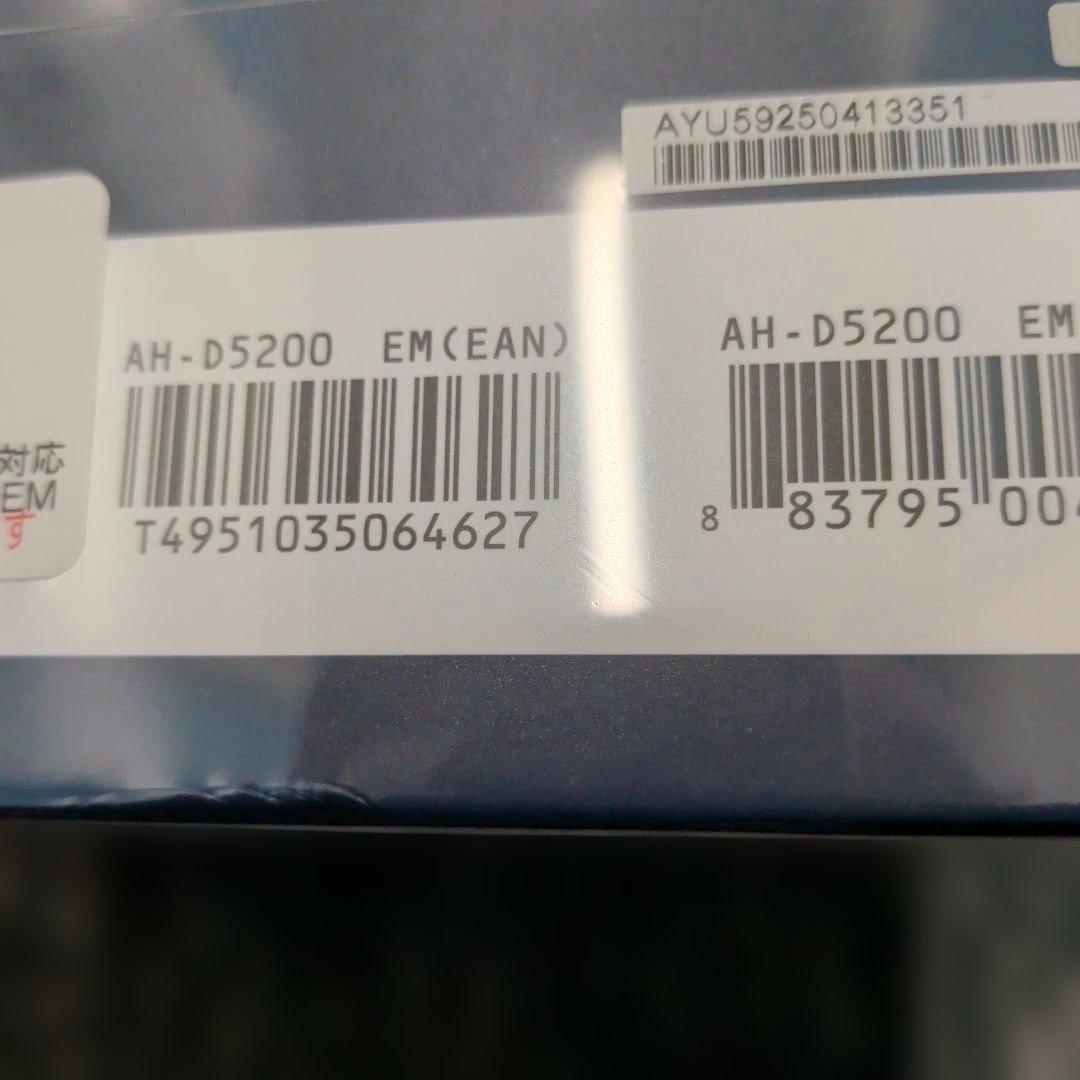 AYU59250413351
AH-D5200 EM(EAN)
T4951035064627
AH-D5200 EM
8 83795 00
対応
EM
す